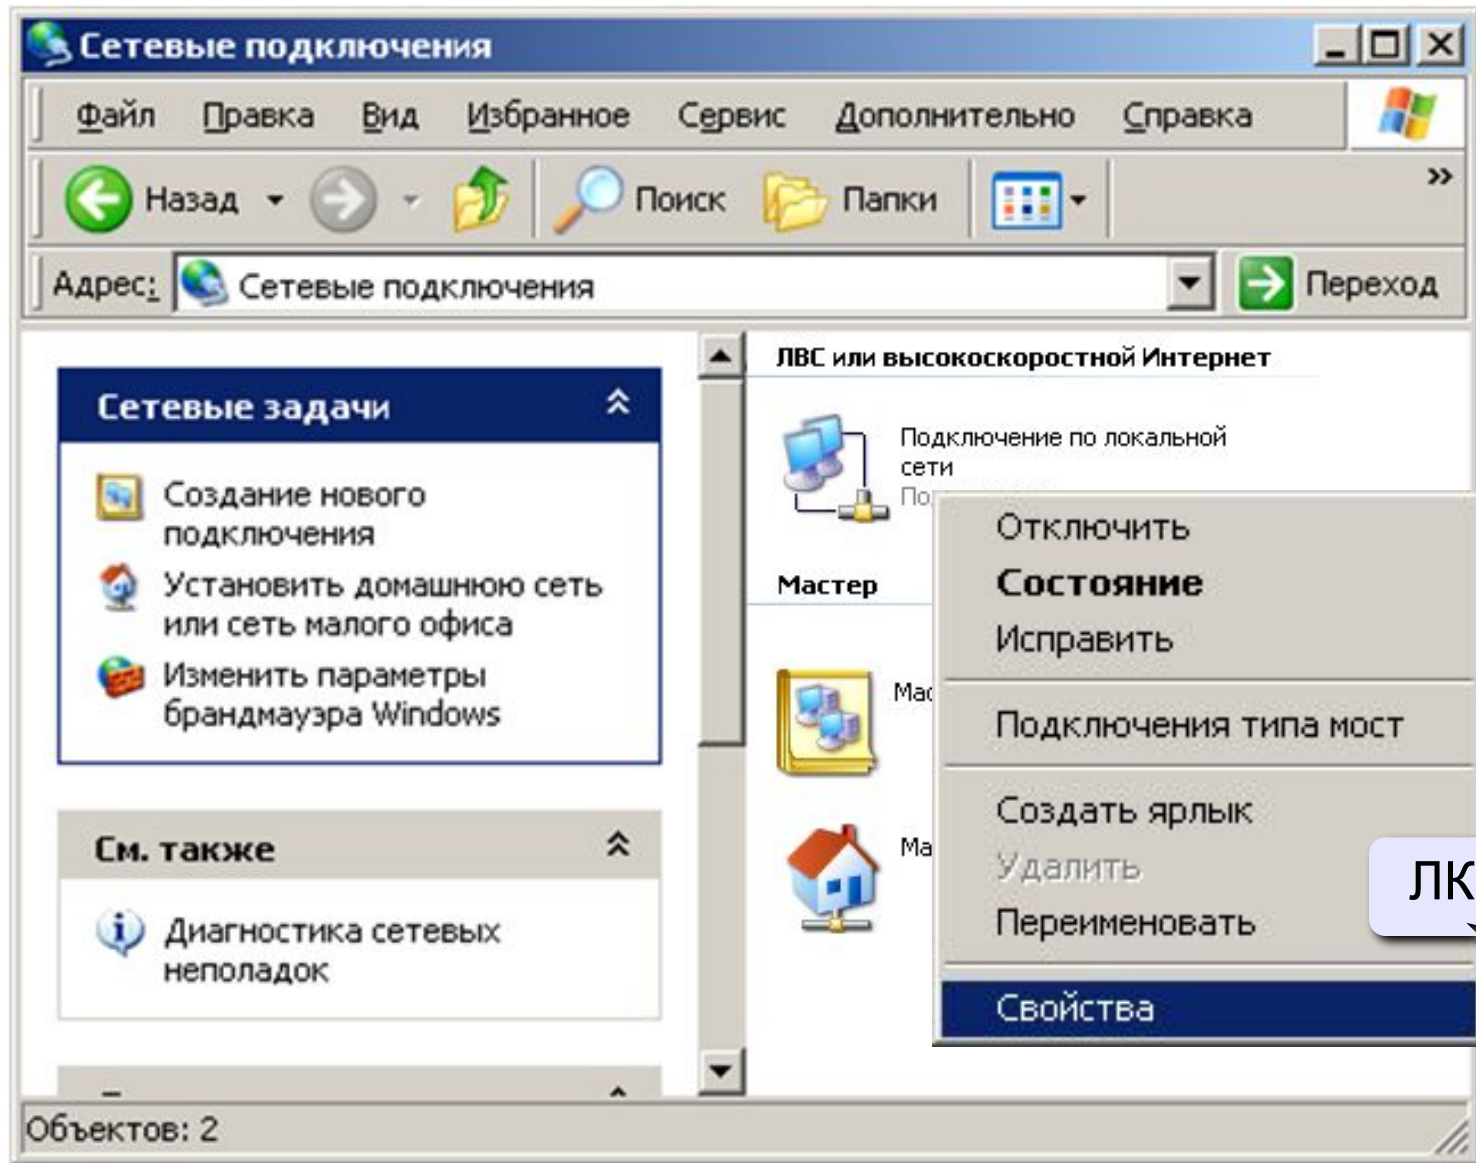 Сетевые подключения
Файл Правка Вид Избранное Сервис Дополнительно Справка
Назад Поиск Папки »
Адрес: Сетевые подключения Переход
Сетевые задачи
Создание нового
подключения
Установить домашнюю сеть
или сеть малого офиса
Изменить параметры
брандмауэра Windows
См. также
Диагностика сетевых
неполадок
ЛВС или высокоскоростной Интернет
Подключение по локальной
сети
Мастер
Отключить
Состояние
Исправить
Подключения типа мост
Создать ярлык
Удалить
Переименовать
Свойства
ЛК
Объектов: 2